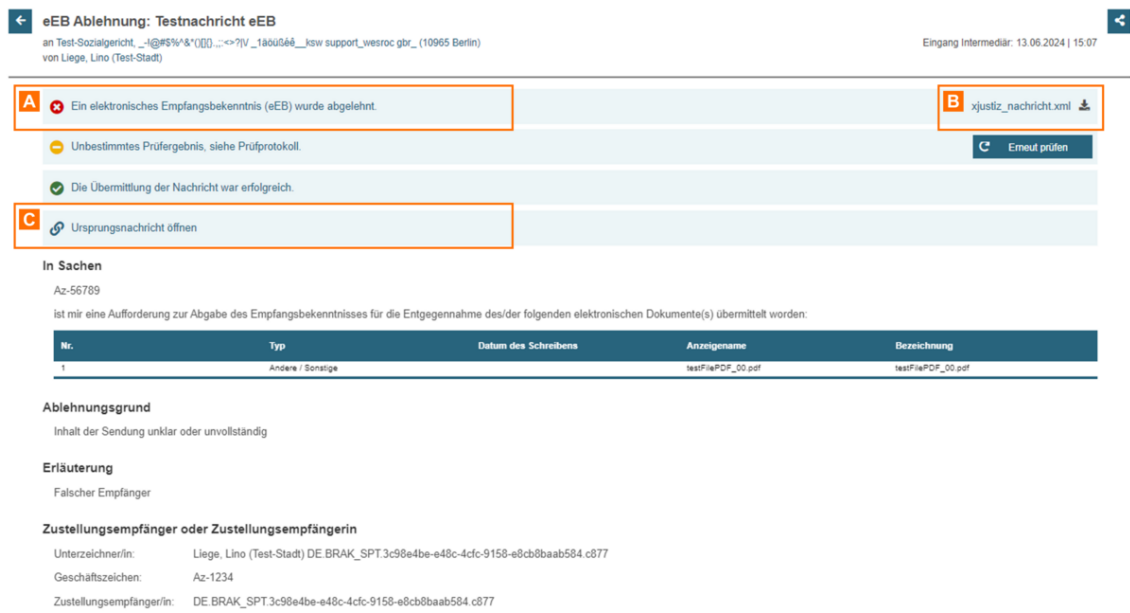 eEB Ablehnung: Testnachricht eEB
an Test-Sozialgericht, _-!@#$%^&*()[]{}.,;:<>?|\/ _1äöüßéê__ksw support_wesroc gbr_ (10965 Berlin)
Eingang Intermediär: 13.06.2024 | 15:07
von Liege, Lino (Test-Stadt)
A
Ein elektronisches Empfangsbekenntnis (eEB) wurde abgelehnt.
B
xjustiz_nachricht.xml
Unbestimmtes Prüfergebnis, siehe Prüfprotokoll.
Erneut prüfen
Die Übermittlung der Nachricht war erfolgreich.
C
Ursprungsnachricht öffnen
In Sachen
Az-56789
ist mir eine Aufforderung zur Abgabe des Empfangsbekenntnisses für die Entgegennahme des/der folgenden elektronischen Dokumente(s) übermittelt worden:
Nr. Typ Datum des Schreibens Anzeigename Bezeichnung
1 Andere / Sonstige testFilePDF_00.pdf testFilePDF_00.pdf
Ablehnungsgrund
Inhalt der Sendung unklar oder unvollständig
Erläuterung
Falscher Empfänger
Zustellungsempfänger oder Zustellungsempfängerin
Unterzeichner/in: Liege, Lino (Test-Stadt) DE.BRAK_SPT.3c98e4be-e48c-4cfc-9158-e8cb8baab584.c877
Geschäftszeichen: Az-1234
Zustellungsempfänger/in: DE.BRAK_SPT.3c98e4be-e48c-4cfc-9158-e8cb8baab584.c877